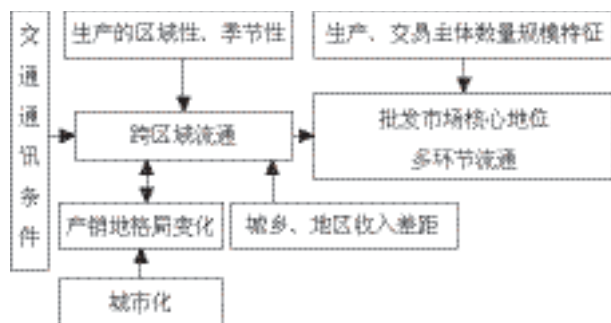 交通通讯条件
生产的区域性、季节性
生产、交易主体数量规模特征
跨区域流通
批发市场核心地位
多环节流通
产销地格局变化
城乡、地区收入差距
城市化